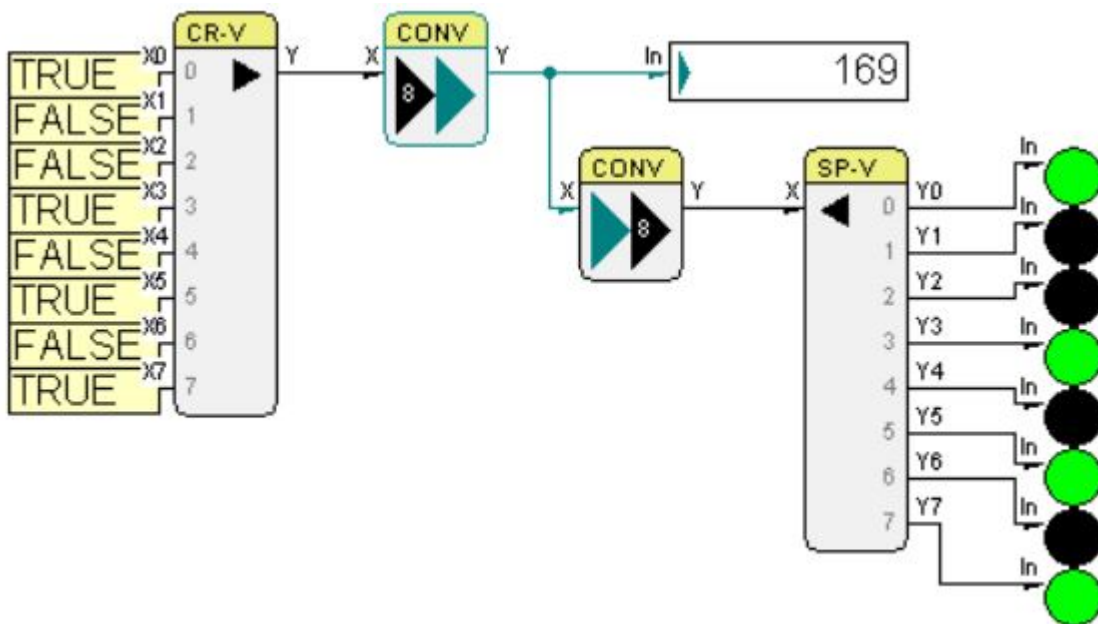 CR-V
X0 TRUE 0
X1 FALSE 1
X2 FALSE 2
X3 TRUE 3
X4 FALSE 4
X5 TRUE 5
X6 FALSE 6
X7 TRUE 7
Y
X CONV Y
8
In 169
X CONV Y
8
X SP-V
0 Y0 In
1 Y1 In
2 Y2 In
3 Y3 In
4 Y4 In
5 Y5 In
6 Y6 In
7 Y7 In